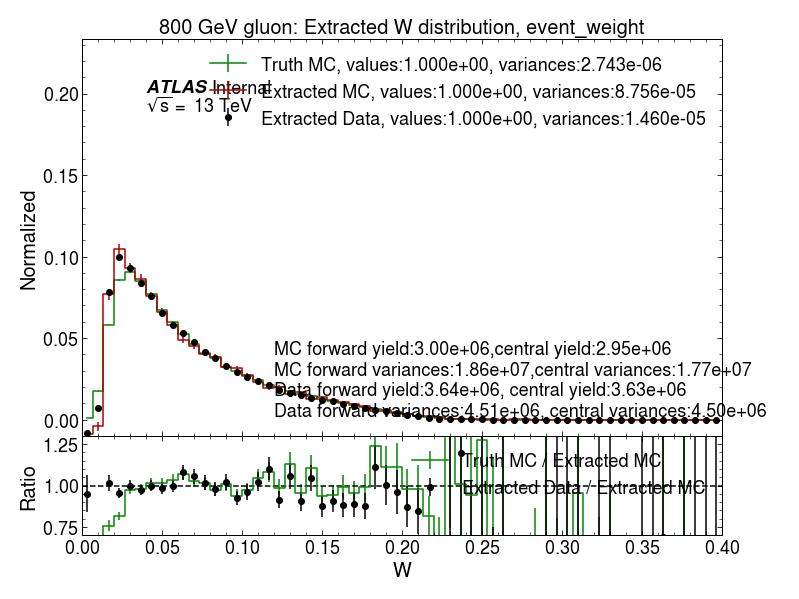 800 GeV gluon: Extracted W distribution, event_weight
Truth MC, values:1.000e+00, variances:2.743e-06
ATLAS Internal
Extracted MC, values:1.000e+00, variances:8.756e-05
√s = 13 TeV
Extracted Data, values:1.000e+00, variances:1.460e-05
0.20
0.15
0.10
0.05
0.00
Normalized
MC forward yield:3.00e+06,central yield:2.95e+06
MC forward variances:1.86e+07,central variances:1.77e+07
Data forward yield:3.64e+06, central yield:3.63e+06
Data forward variances:4.51e+06, central variances:4.50e+06
1.25
1.00
0.75
Ratio
Truth MC / Extracted MC
Extracted Data / Extracted MC
0.00 0.05 0.10 0.15 0.20 0.25 0.30 0.35 0.40
W